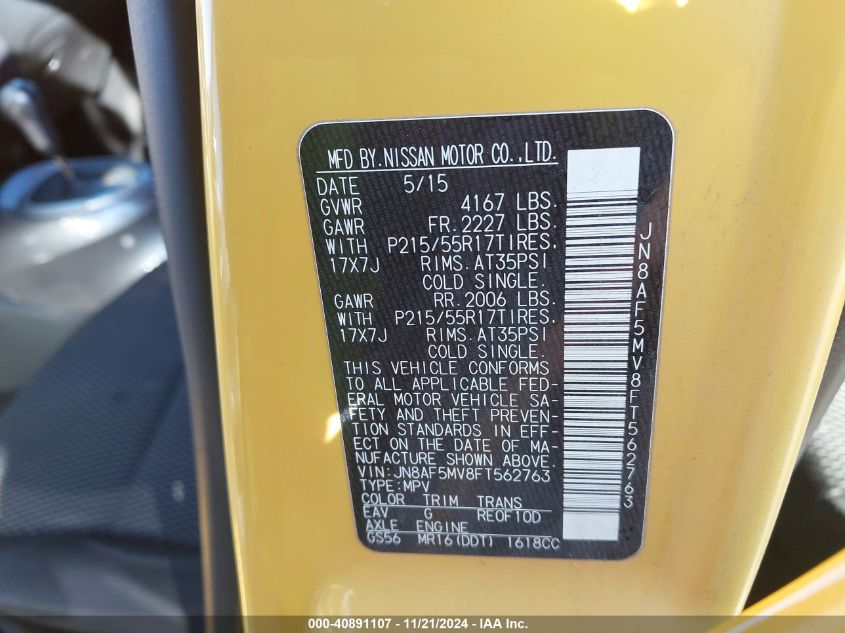 MFD BY.NISSAN MOTOR CO.,LTD.
DATE 5/15
GVWR 4167 LBS.
GAWR FR.2227 LBS.
WITH P215/55R17TIRES.
17X7J RIMS.AT35PSI
COLD SINGLE.
GAWR RR.2006 LBS.
WITH P215/55R17TIRES.
17X7J RIMS.AT35PSI
COLD SINGLE.
THIS VEHICLE CONFORMS
TO ALL APPLICABLE FED-
ERAL MOTOR VEHICLE SA-
FETY AND THEFT PREVEN-
TION STANDARDS IN EFF-
ECT ON THE DATE OF MA-
NUFACTURE SHOWN ABOVE.
VIN:JN8AF5MV8FT562763
TYPE:MPV
COLOR TRIM TRANS
EAV G RE0F10D
AXLE ENGINE
GS56 MR16(DDT) 1618CC
JN8AF5MV8FT562763
000-40891107 - 11/21/2024 - IAA Inc.